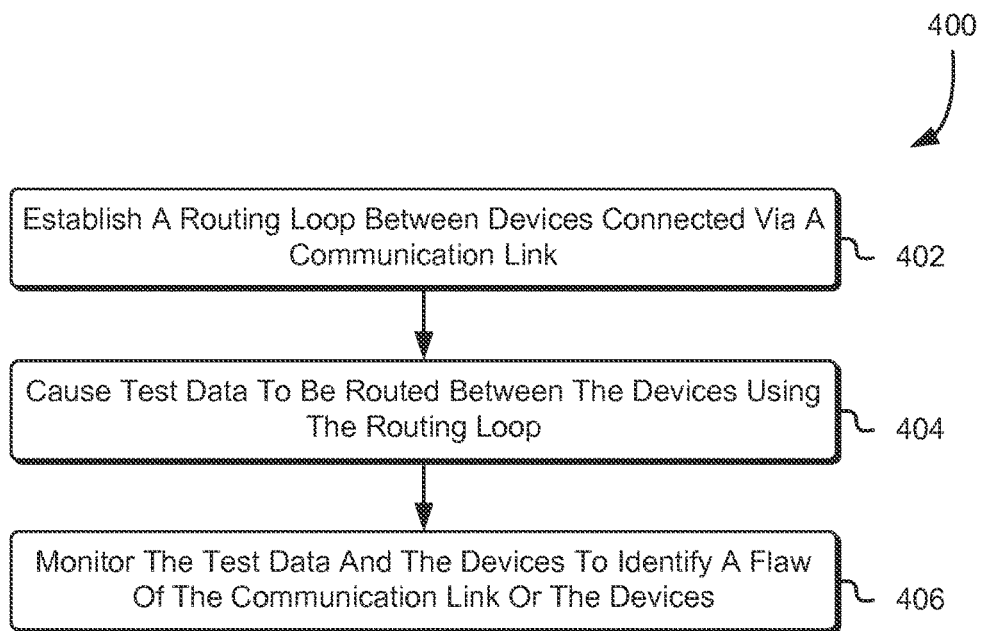 400
Establish A Routing Loop Between Devices Connected Via A
Communication Link
402
Cause Test Data To Be Routed Between The Devices Using
The Routing Loop
404
Monitor The Test Data And The Devices To Identify A Flaw
Of The Communication Link Or The Devices
406